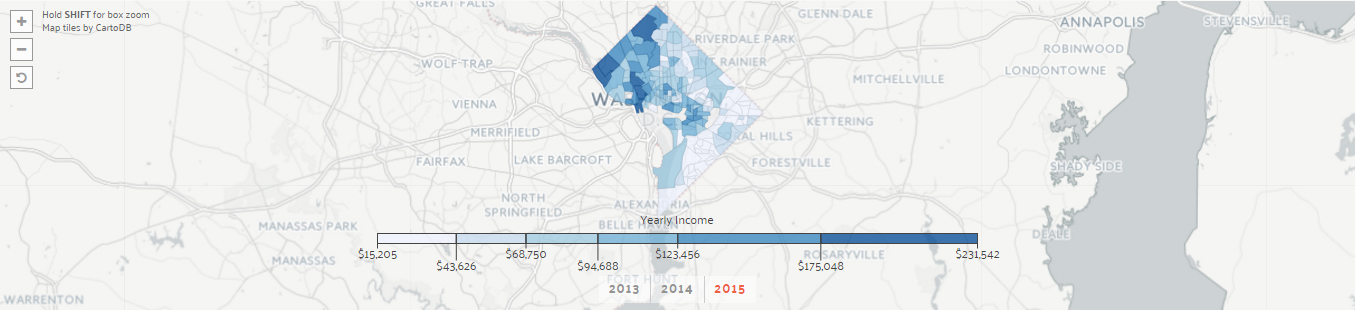 GREAT FALLS
Hold SHIFT for box zoom
Map tiles by CartoDB
GLENN DALE
ANNAPOLIS
STEVENSVILLE
RIVERDALE PARK
ROBINWOOD
WOLF TRAP
RAINIER
LONDONTOWNE
MITCHELLVILLE
VIENNA
WA
D
KETTERING
MERRIFIELD
RAL HILLS
FAIRFAX
LAKE BARCROFT
FORESTVILLE
SHADY SIDE
NORTH
SPRINGFIELD
ALEXANDRIA
Yearly Income
MANASSAS PARK
BELLE HAVEN
DEALE
$15,205 $43,626 $68,750 $94,688 $123,456 $175,048 $231,542
ROSARYVILLE
MANASSAS
FORT HUNT
2013 2014 2015
WARRENTON